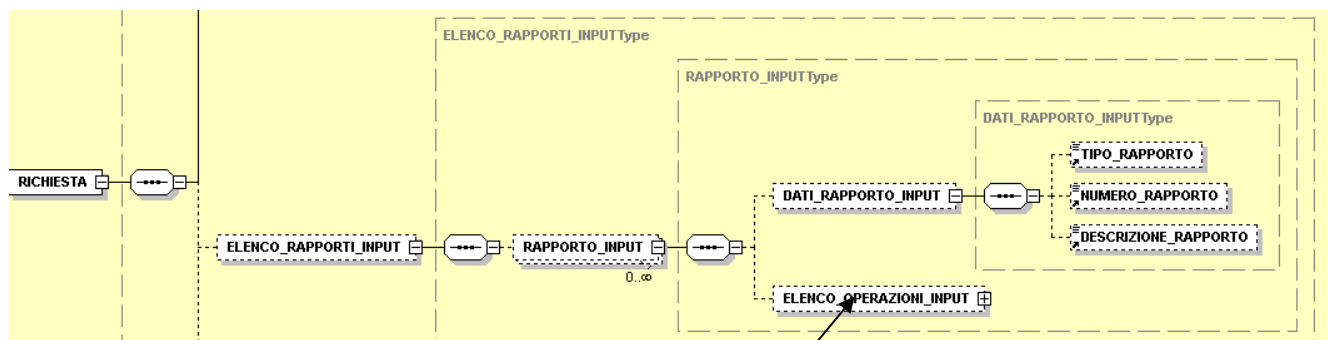 ELENCO_RAPPORTI_INPUTType
RAPPORTO_INPUTType
DATI_RAPPORTO_INPUTType
TIPO_RAPPORTO
RICHIESTA
DATI_RAPPORTO_INPUT
NUMERO_RAPPORTO
DESCRIZIONE_RAPPORTO
ELENCO_RAPPORTI_INPUT
RAPPORTO_INPUT
0..∞
ELENCO_OPERAZIONI_INPUT